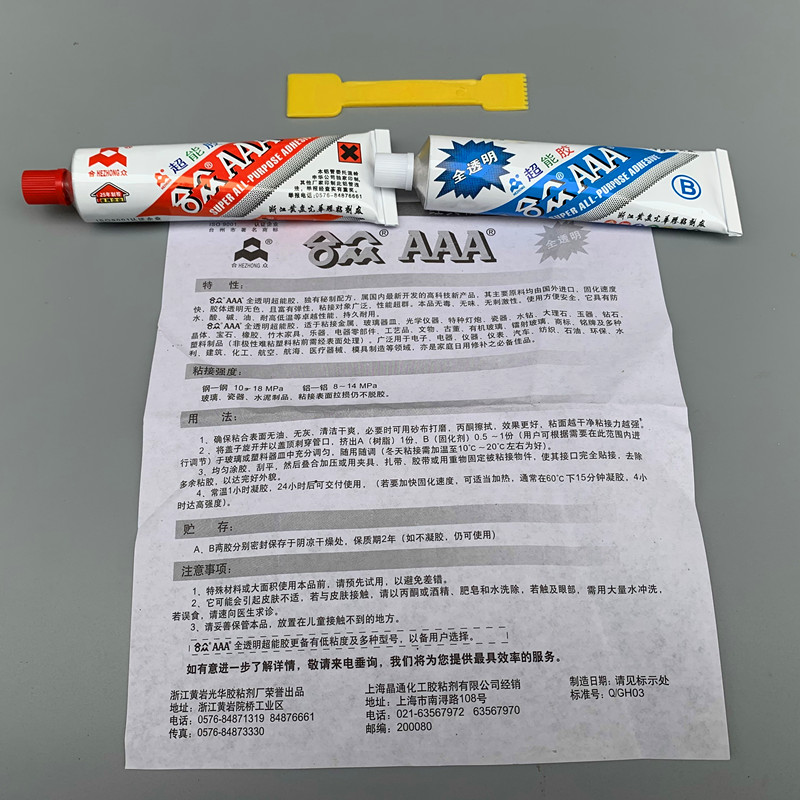 合 HEZHONG 众
超能
合众 AAA
SUPER ALL-PURPOSE ADHESIVE
本铝管委托流
举报电话:0576-84876661
全透明
超能胶
合众 AAA
SUPER ALL-PURPOSE ADHESIVE
B
浙江黄岩光华胶粘剂厂
台州市著名商标
合 HEZHONG 众
合众® AAA®
全透明
特 性:
合众®AAA®全透明超能胶,独有秘制配方,属国内最新开发的高科技新产品,其主要原料均由国外进口,固化速度
快、胶体透明无色,且富有弹性,粘接对象广泛,性能超群。本品无毒、无味、无刺激性,使用方便安全,它具有防
水、酸、碱、油、耐高低温等卓越性能,持久耐用。
合众®AAA®全透明超能胶,适于粘接金属、玻璃器皿、光学仪器、特种灯炮、瓷器、水钻、大理石、玉器、钻石、
晶体、宝石、橡胶、竹木家具、乐器、电器零部件、工艺品、文物、古董、有机玻璃、镭射玻璃、商标、铭牌及多种
塑料制品(非极性难粘塑料粘前需经表面处理)。广泛用于电子、电器、仪器、仪表、汽车、纺织、石油、环保、水
利、建筑、化工、航空、航海、医疗器械、模具制造等领域,亦是家庭日用修补之必备佳品。
粘接强度:
钢一钢 10~18 MPa 铝一铝 8~14 MPa
玻璃、瓷器、水泥制品,粘接表面拉损仍不脱胶。
用 法:
1、确保粘合表面无油、无灰、清洁干爽,必要时可用砂布打磨,丙酮擦拭,效果更好,粘面越干净粘接力越强。
2、将盖子旋开并以盖顶刺穿管口,挤出A(树脂)1份、B(固化剂)0.5~1份(用户可根据需要在此范围内进
行调节)于玻璃或塑料器皿中充分调匀,随用随调(冬天粘接需加温至10℃~20℃左右为好)。
3、均匀涂胶,刮平,然后叠合加压或用夹具、扎带、胶带或用重物固定被粘接物件,使其接口完全贴接,去除
多余粘胶,以达完好外貌。
4、常温1小时凝胶,24小时后可交付使用,(若要加快固化速度,可适当加热,通常在60℃下15分钟凝胶,4小
时达高强度)。
贮 存:
A、B两胶分别密封保存于阴凉干燥处,保质期2年(如不凝胶,仍可使用)
注意事项:
1、特殊材料或大面积使用本品前,请预先试用,以避免差错。
2、它可能会引起皮肤不适,若与皮肤接触,请以丙酮或酒精、肥皂和水洗除,若触及眼部,需用大量水冲洗,
若误食,请速向医生求诊。
3、请妥善保管本品,放置在儿童接触不到的地方。
合众®AAA®全透明超能胶更备有低粘度及多种型号,以备用户选择。
如有意进一步了解详情,敬请来电垂询,我们将为您提供最具效率的服务。
浙江黄岩光华胶粘剂厂荣誉出品
地址:浙江黄岩院桥工业区
电话:0576-84871319 84876661
传真:0576-84873330
上海晶通化工胶粘剂有限公司经销
地址:上海市南浔路108号
电话:021-63567972 63567970
邮编:200080
制造日期:请见标示处
标准号:Q/GH03